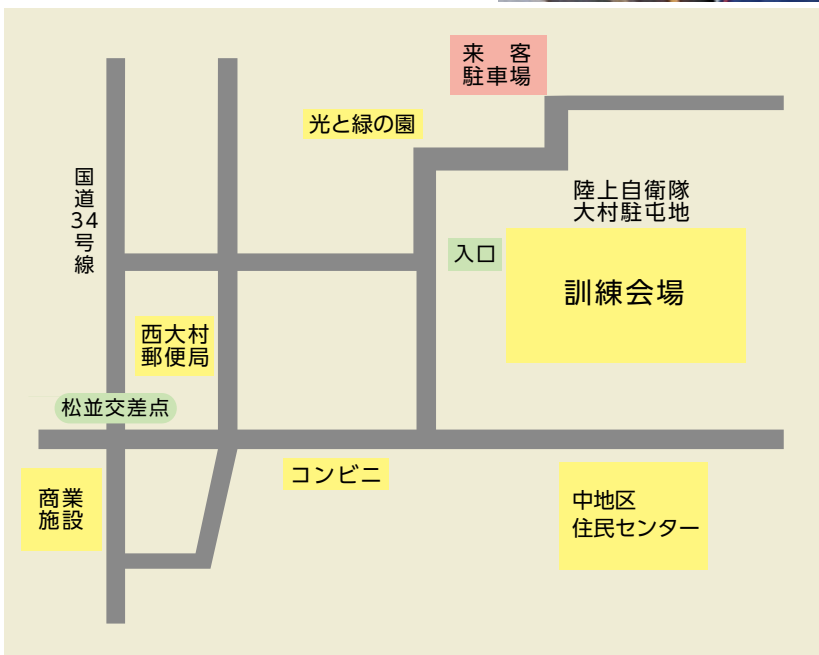 来 客
駐車場
光と緑の園
国道34号線
陸上自衛隊
大村駐屯地
入口
訓練会場
西大村
郵便局
松並交差点
コンビニ
商業
施設
中地区
住民センター